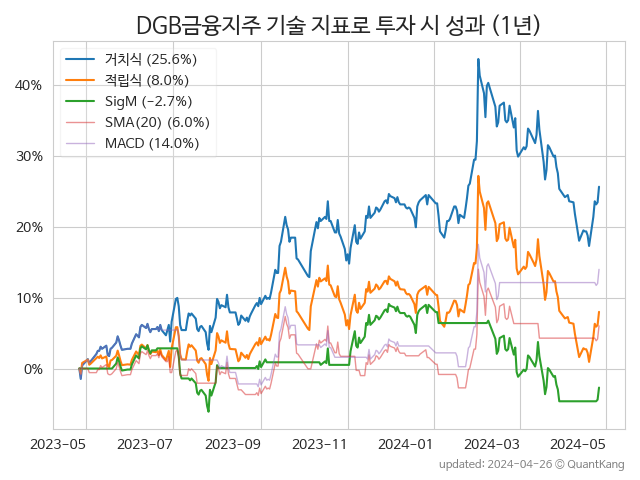 DGB금융지주 기술 지표로 투자 시 성과 (1년)
거치식 (25.6%)
적립식 (8.0%)
SigM (-2.7%)
SMA(20) (6.0%)
MACD (14.0%)
40%
30%
20%
10%
0%
2023-05 2023-07 2023-09 2023-11 2024-01 2024-03 2024-05
updated: 2024-04-26 © QuantKang